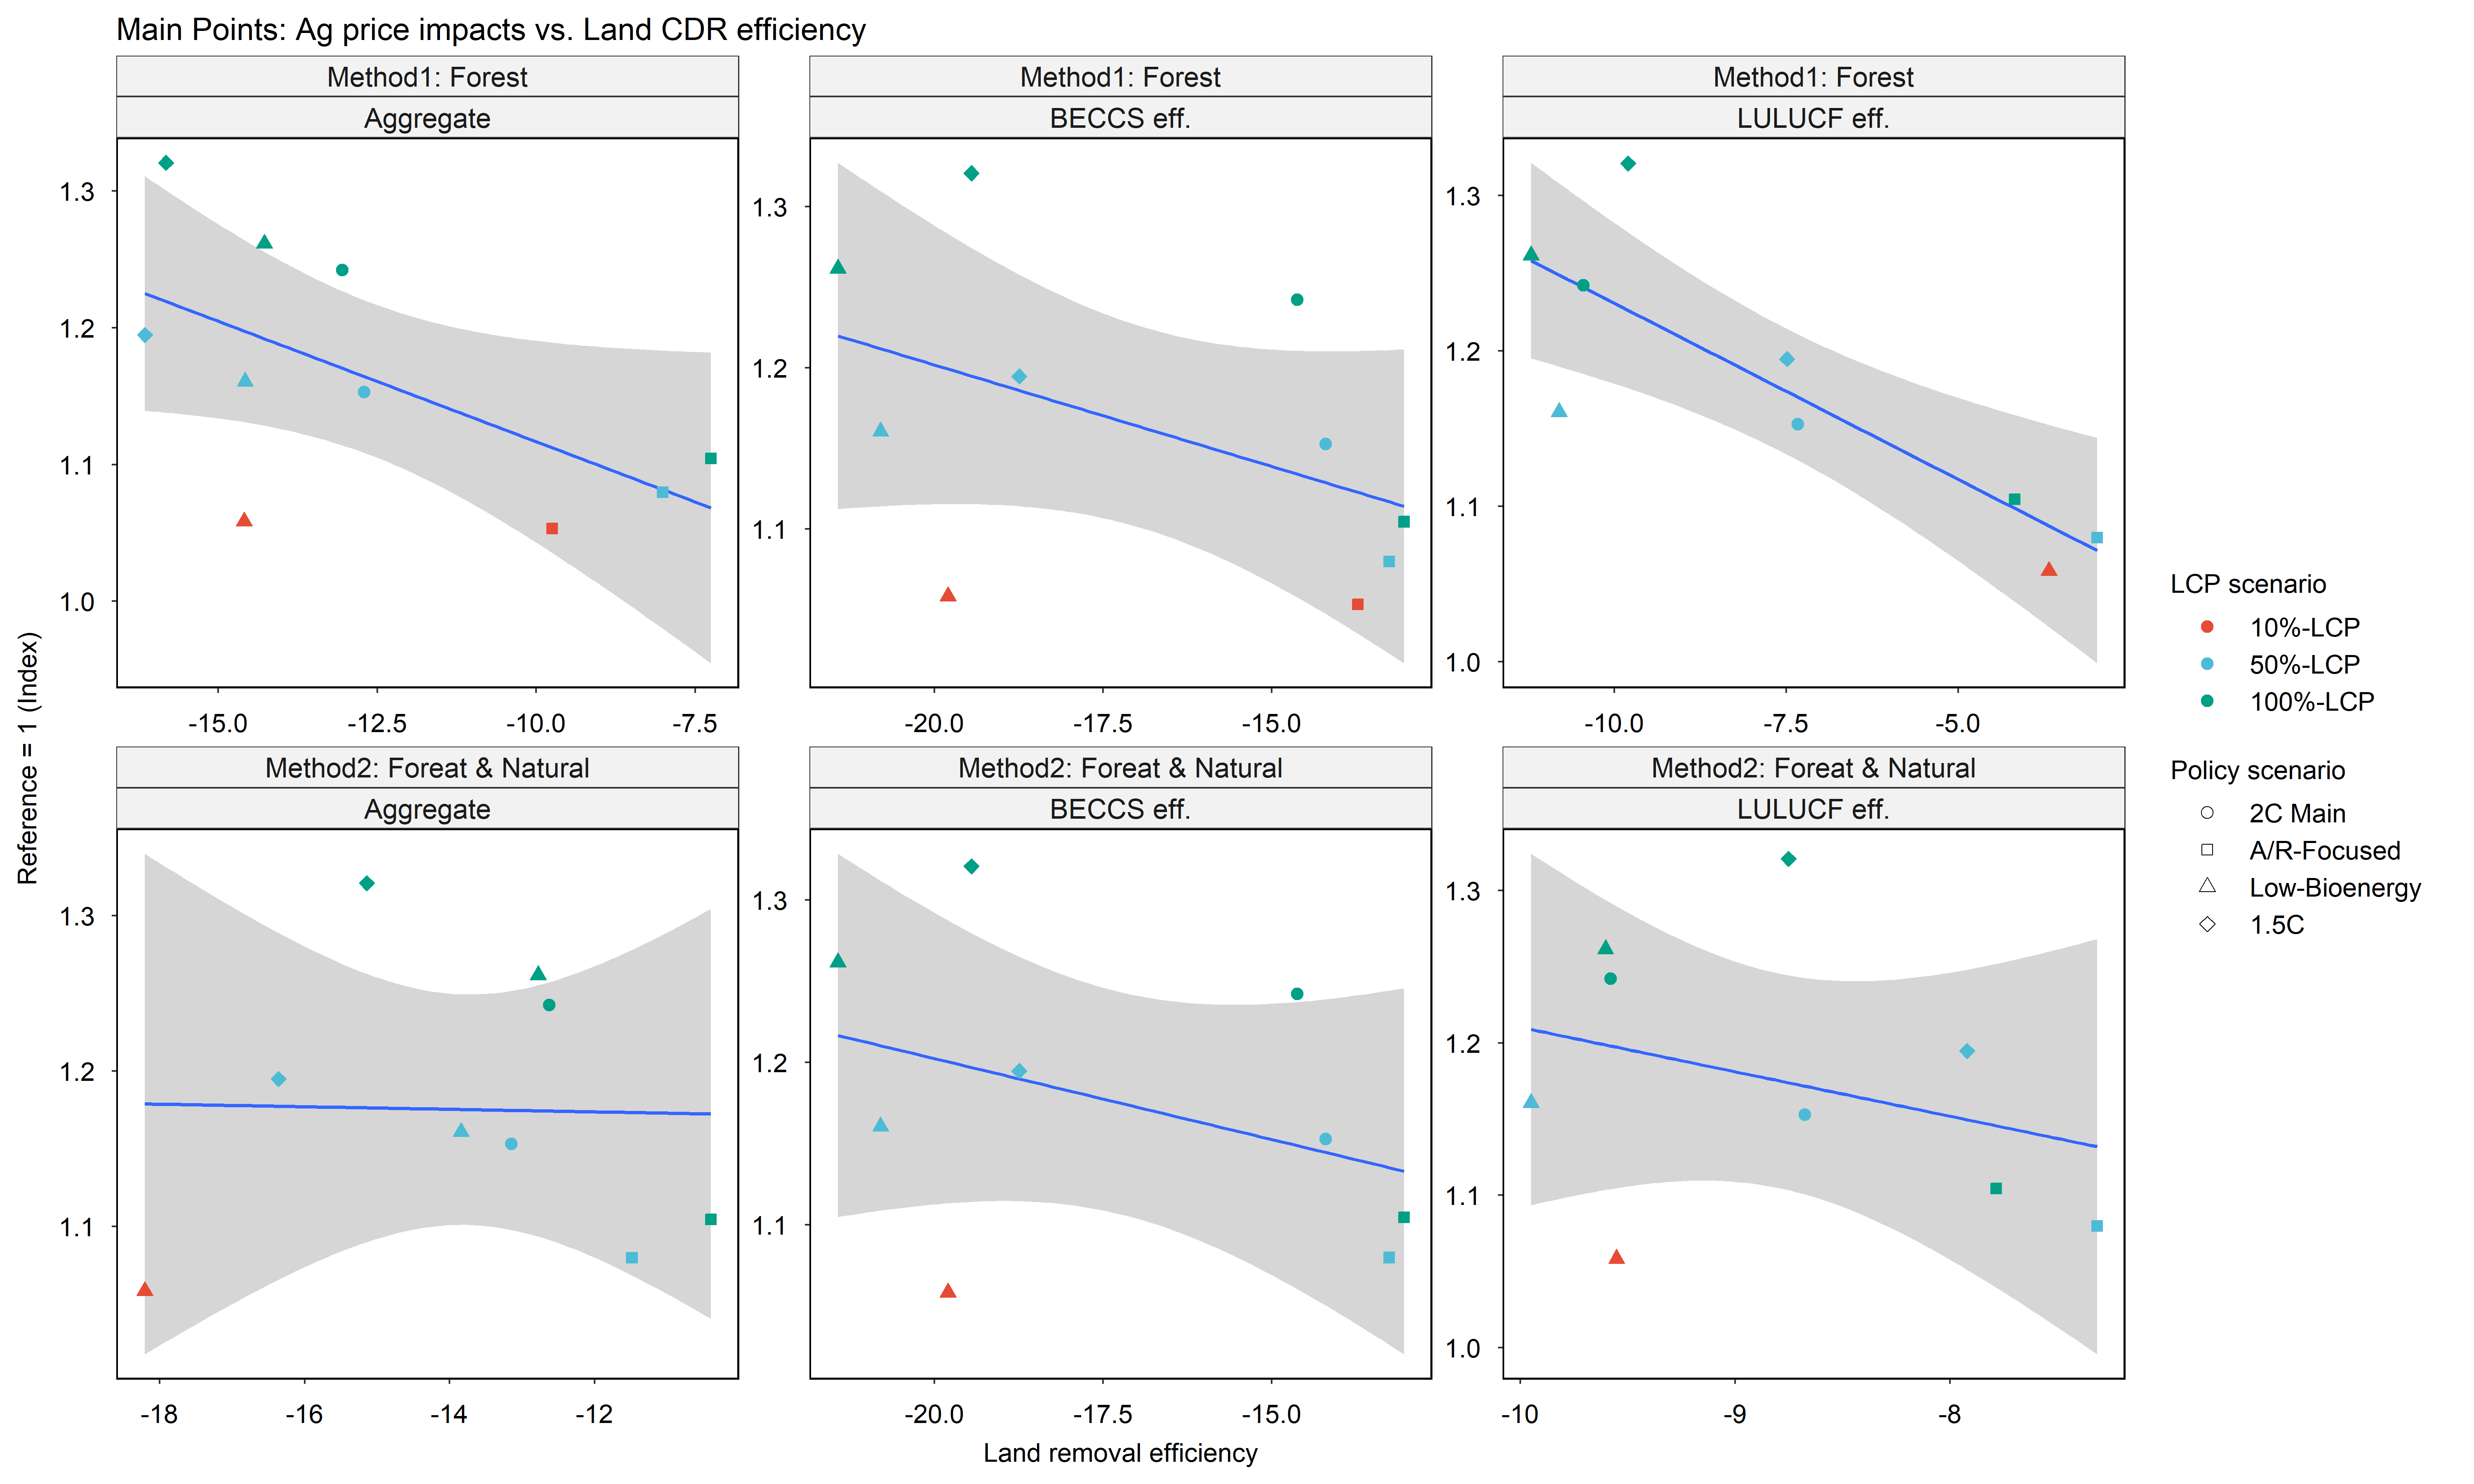 Main Points: Ag price impacts vs. Land CDR efficiency
Method1: Forest
Aggregate
1.3
1.2
1.1
1.0
-15.0 -12.5 -10.0 -7.5
Method1: Forest
BECCS eff.
1.3
1.2
1.1
-20.0 -17.5 -15.0
Method1: Forest
LULUCF eff.
1.3
1.2
1.1
1.0
-10.0 -7.5 -5.0
Method2: Foreat & Natural
Aggregate
1.3
1.2
1.1
-18 -16 -14 -12
Method2: Foreat & Natural
BECCS eff.
1.3
1.2
1.1
-20.0 -17.5 -15.0
Method2: Foreat & Natural
LULUCF eff.
1.3
1.2
1.1
1.0
-10 -9 -8
Reference = 1 (Index)
Land removal efficiency
LCP scenario
10%-LCP
50%-LCP
100%-LCP
Policy scenario
2C Main
A/R-Focused
Low-Bioenergy
1.5C